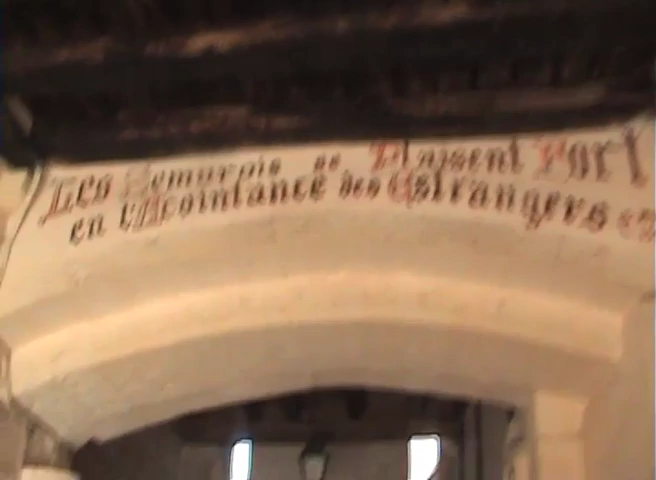 Les Semurois se Plaisent Fort
en l'Acointance des Estrangers